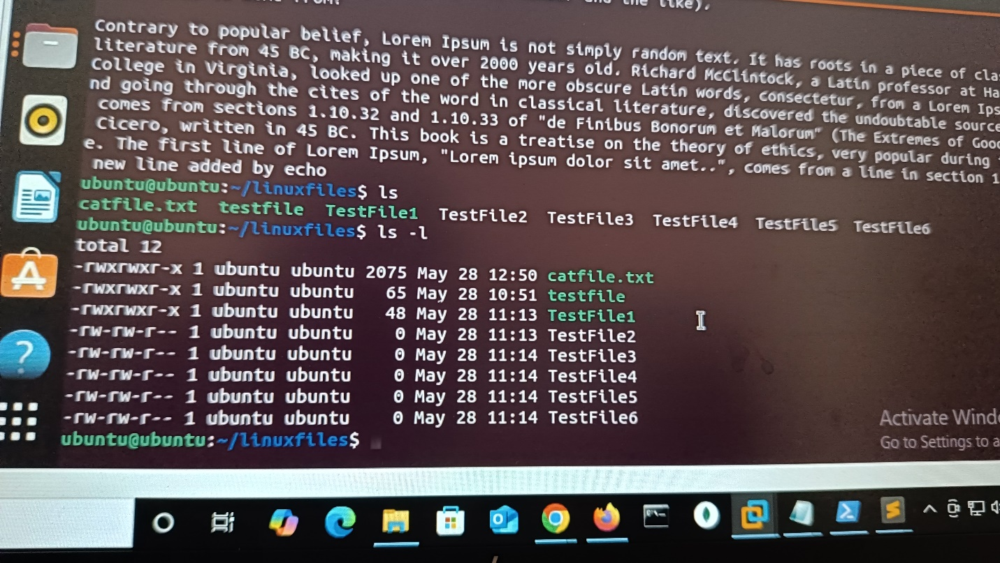 and the like).
Contrary to popular belief, Lorem Ipsum is not simply random text. It has roots in a piece of cla
literature from 45 BC, making it over 2000 years old. Richard McClintock, a Latin professor at Ha
College in Virginia, looked up one of the more obscure Latin words, consectetur, from a Lorem Ips
nd going through the cites of the word in classical literature, discovered the undoubtable source
comes from sections 1.10.32 and 1.10.33 of "de Finibus Bonorum et Malorum" (The Extremes of Goo
Cicero, written in 45 BC. This book is a treatise on the theory of ethics, very popular during
e. The first line of Lorem Ipsum, "Lorem ipsum dolor sit amet..", comes from a line in section 1
new line added by echo
ubuntu@ubuntu:~/linuxfiles$ ls
catfile.txt testfile TestFile1 TestFile2 TestFile3 TestFile4 TestFile5 TestFile6
ubuntu@ubuntu:~/linuxfiles$ ls -l
total 12
-rwxrwxr-x 1 ubuntu ubuntu 2075 May 28 12:50 catfile.txt
-rwxrwxr-x 1 ubuntu ubuntu 65 May 28 10:51 testfile
-rwxrwxr-x 1 ubuntu ubuntu 48 May 28 11:13 TestFile1
-rw-rw-r-- 1 ubuntu ubuntu 0 May 28 11:13 TestFile2
-rw-rw-r-- 1 ubuntu ubuntu 0 May 28 11:14 TestFile3
-rw-rw-r-- 1 ubuntu ubuntu 0 May 28 11:14 TestFile4
-rw-rw-r-- 1 ubuntu ubuntu 0 May 28 11:14 TestFile5
-rw-rw-r-- 1 ubuntu ubuntu 0 May 28 11:14 TestFile6
ubuntu@ubuntu:~/linuxfiles$
Activate Windo
Go to Settings to a